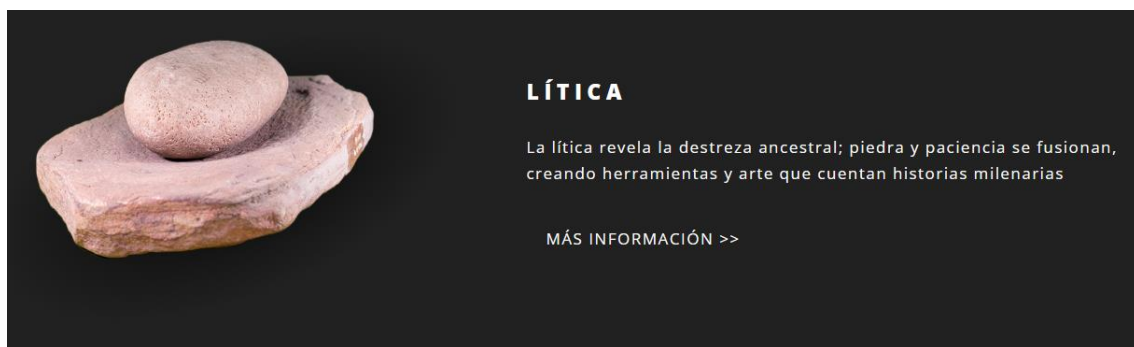 LÍTICA
La lítica revela la destreza ancestral; piedra y paciencia se fusionan,
creando herramientas y arte que cuentan historias milenarias
MÁS INFORMACIÓN >>